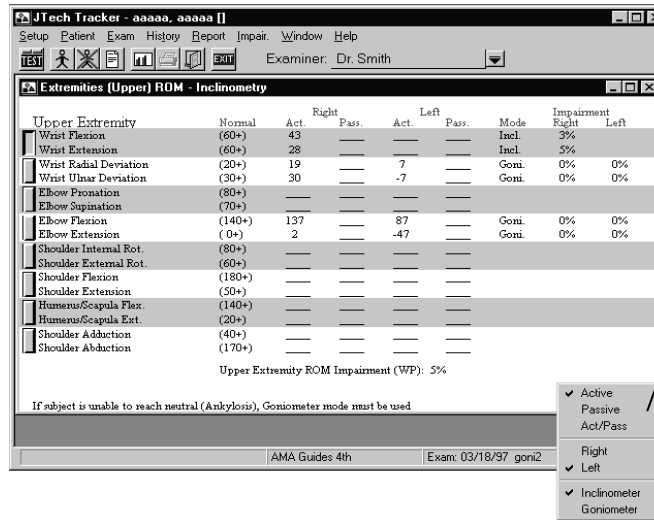 JTech Tracker - aaaaa, aaaaa []
Setup Patient Exam History Report Impair. Window Help
TEST EXIT Examiner: Dr. Smith
Extremities (Upper) ROM - Inclinometry
Right Left Impairment
Upper Extremity Normal Act. Pass. Act. Pass. Mode Right Left
Wrist Flexion (60+) 43 Incl. 3%
Wrist Extension (60+) 28 Incl. 5%
Wrist Radial Deviation (20+) 19 7 Goni. 0% 0%
Wrist Ulnar Deviation (30+) 30 -7 Goni. 0% 0%
Elbow Pronation (80+)
Elbow Supination (70+)
Elbow Flexion (140+) 137 87 Goni. 0% 0%
Elbow Extension ( 0+) 2 -47 Goni. 0% 0%
Shoulder Internal Rot. (80+)
Shoulder External Rot. (60+)
Shoulder Flexion (180+)
Shoulder Extension (50+)
Humerus/Scapula Flex. (140+)
Humerus/Scapula Ext. (20+)
Shoulder Adduction (40+)
Shoulder Abduction (170+)
Upper Extremity ROM Impairment (WP): 5%
If subject is unable to reach neutral (Ankylosis), Goniometer mode must be used
AMA Guides 4th Exam: 03/18/97 goni2
Active
Passive
Act/Pass
Right
Left
Inclinometer
Goniometer